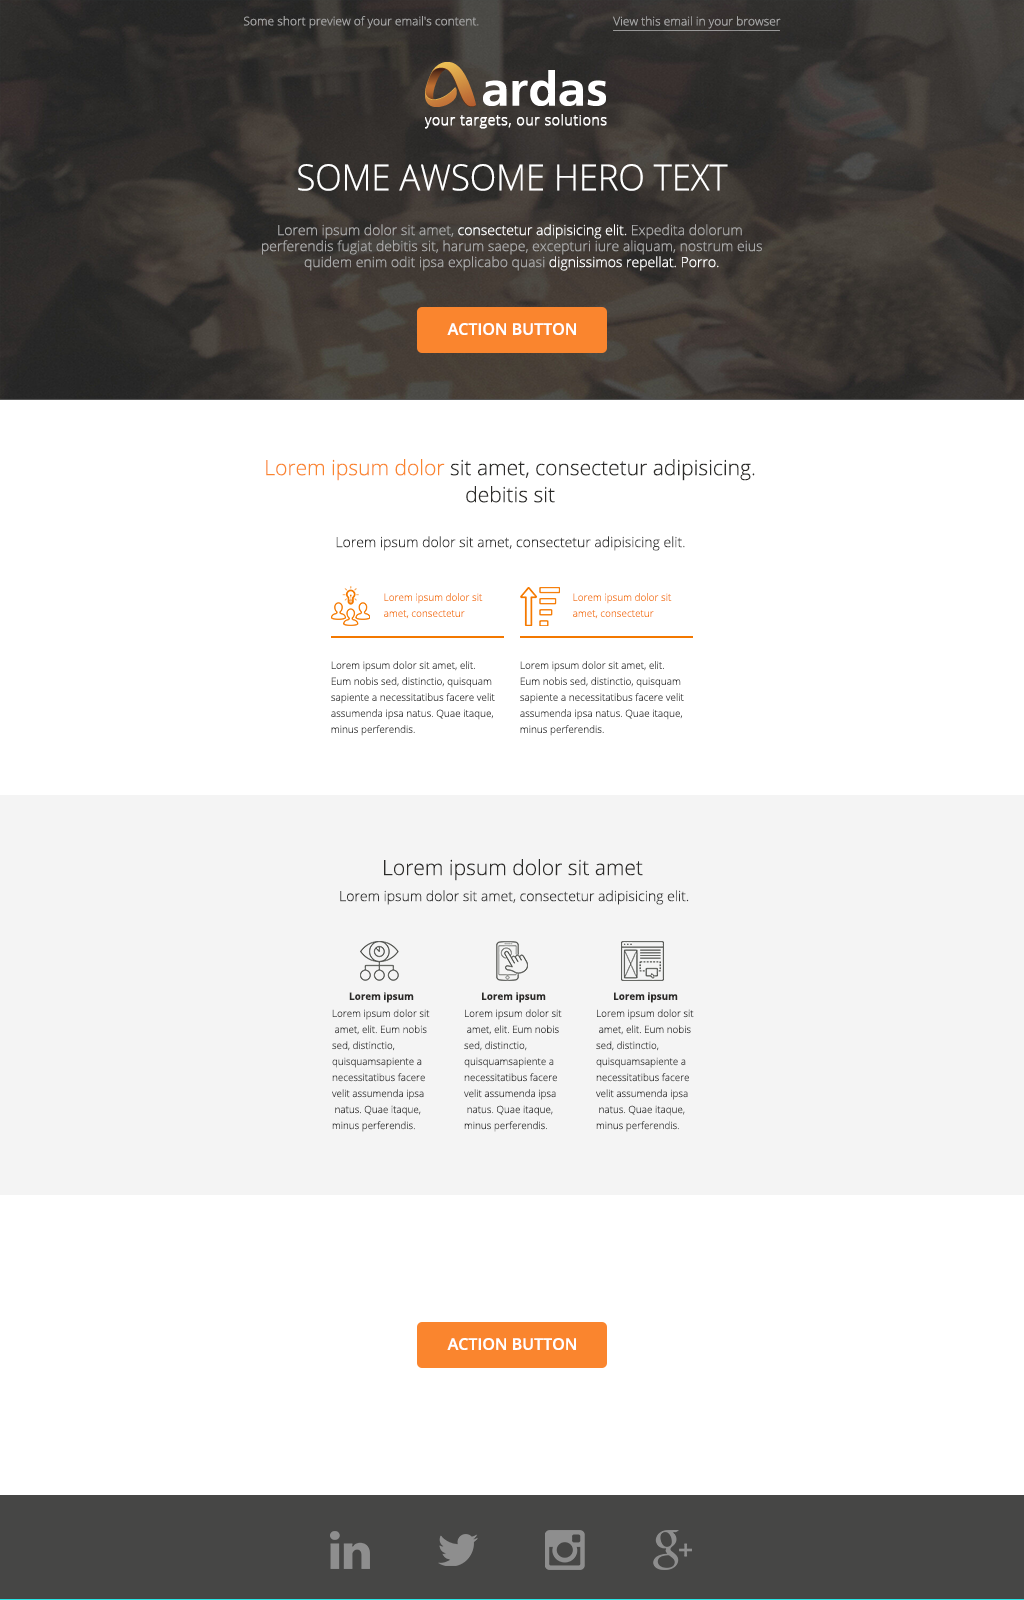 Some short preview of your email's content.
View this email in your browser
ardas
your targets, our solutions
SOME AWSOME HERO TEXT
Lorem ipsum dolor sit amet, consectetur adipisicing elit. Expedita dolorum
perferendis fugiat debitis sit, harum saepe, excepturi iure aliquam, nostrum eius
quidem enim odit ipsa explicabo quasi dignissimos repellat. Porro.
ACTION BUTTON
Lorem ipsum dolor sit amet, consectetur adipisicing.
debitis sit
Lorem ipsum dolor sit amet, consectetur adipisicing elit.
Lorem ipsum dolor sit
amet, consectetur
Lorem ipsum dolor sit amet, elit.
Eum nobis sed, distinctio, quisquam
sapiente a necessitatibus facere velit
assumenda ipsa natus. Quae itaque,
minus perferendis.
Lorem ipsum dolor sit
amet, consectetur
Lorem ipsum dolor sit amet, elit.
Eum nobis sed, distinctio, quisquam
sapiente a necessitatibus facere velit
assumenda ipsa natus. Quae itaque,
minus perferendis.
Lorem ipsum dolor sit amet
Lorem ipsum dolor sit amet, consectetur adipisicing elit.
Lorem ipsum
Lorem ipsum dolor sit
amet, elit. Eum nobis
sed, distinctio,
quisquamsapiente a
necessitatibus facere
velit assumenda ipsa
natus. Quae itaque,
minus perferendis.
Lorem ipsum
Lorem ipsum dolor sit
amet, elit. Eum nobis
sed, distinctio,
quisquamsapiente a
necessitatibus facere
velit assumenda ipsa
natus. Quae itaque,
minus perferendis.
Lorem ipsum
Lorem ipsum dolor sit
amet, elit. Eum nobis
sed, distinctio,
quisquamsapiente a
necessitatibus facere
velit assumenda ipsa
natus. Quae itaque,
minus perferendis.
ACTION BUTTON
in
g+